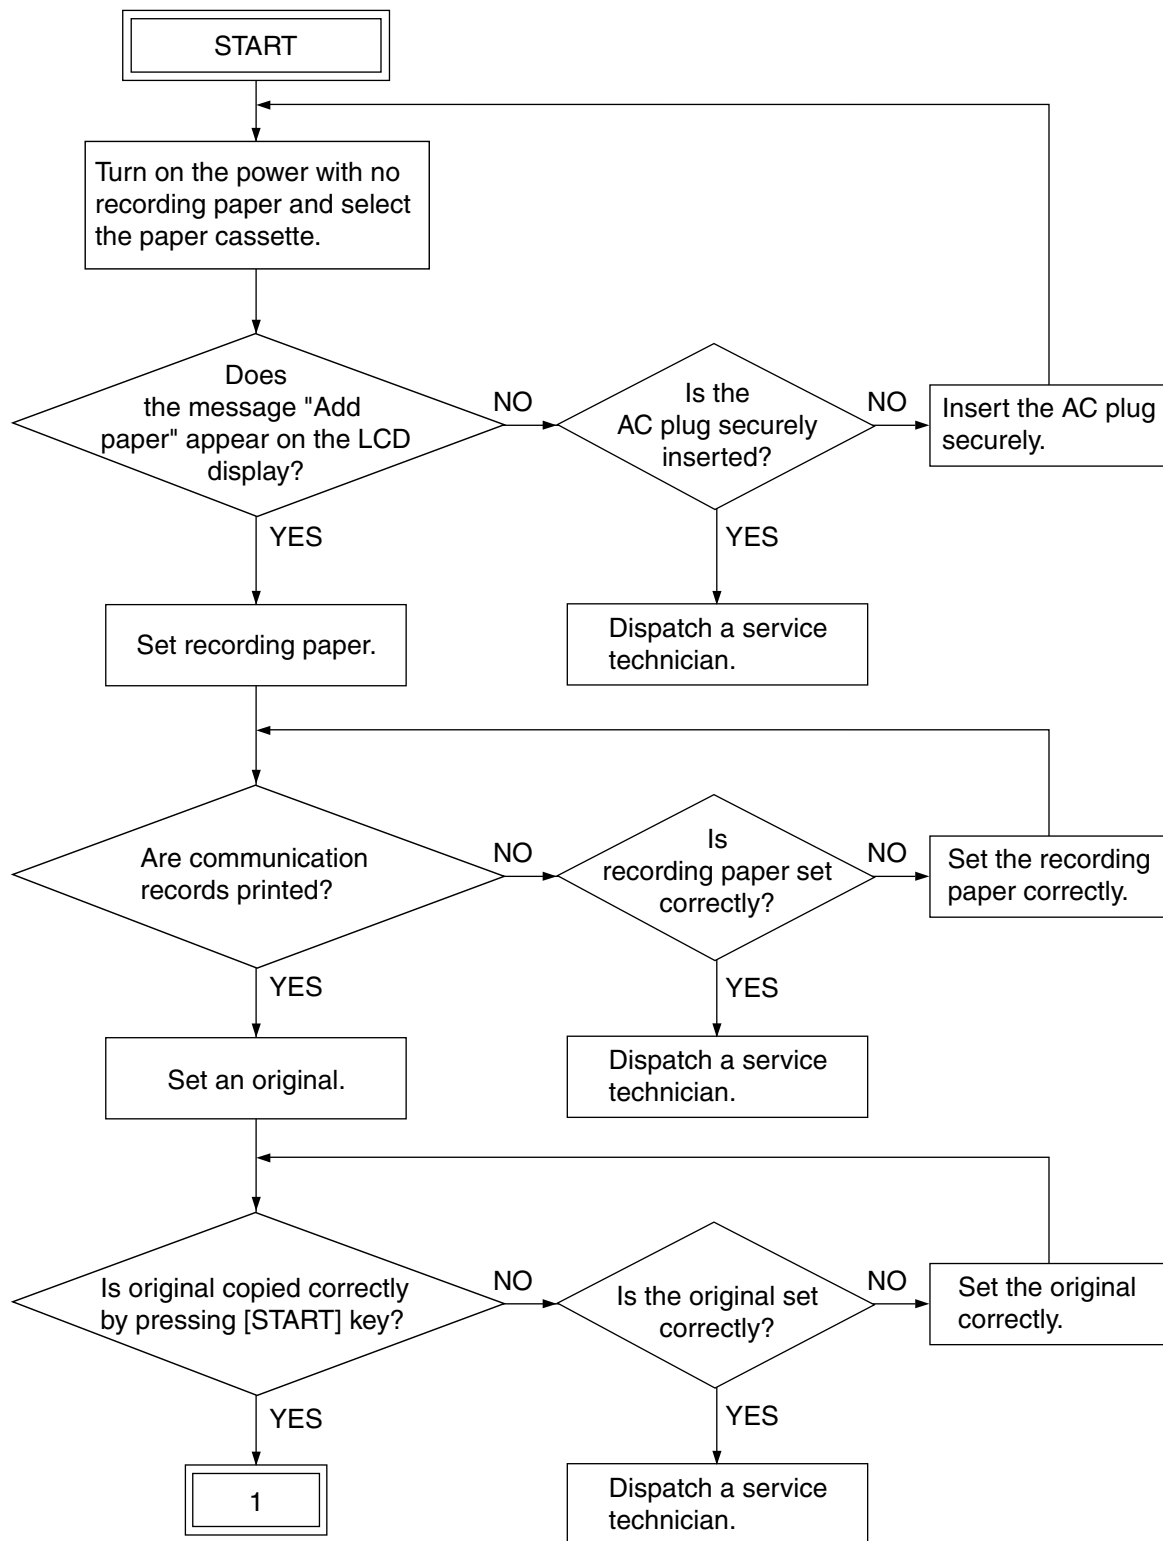 START
Turn on the power with no
recording paper and select
the paper cassette.
Does
the message "Add
paper" appear on the LCD
display?
NO
Is the
AC plug securely
inserted?
NO
Insert the AC plug
securely.
YES
YES
Set recording paper.
Dispatch a service
technician.
Are communication
records printed?
NO
Is
recording paper set
correctly?
NO
Set the recording
paper correctly.
YES
YES
Set an original.
Dispatch a service
technician.
Is original copied correctly
by pressing [START] key?
NO
Is the original set
correctly?
NO
Set the original
correctly.
YES
YES
1
Dispatch a service
technician.